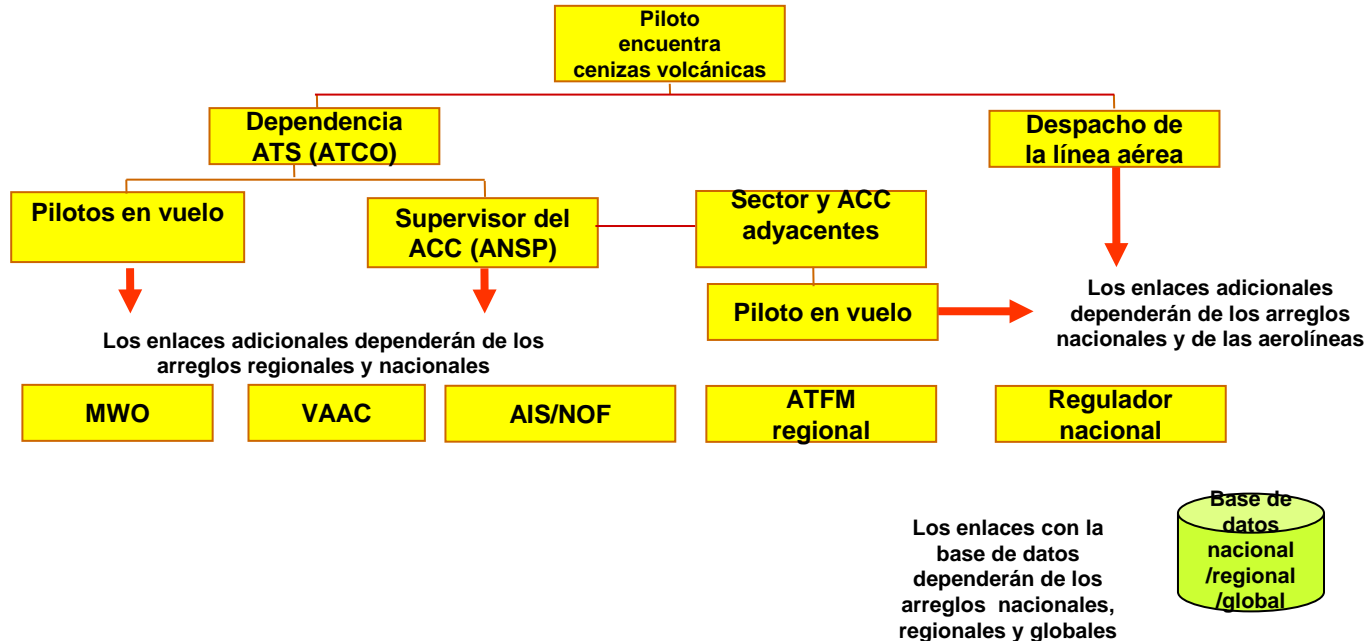 Piloto
encuentra
cenizas volcánicas
Dependencia
ATS (ATCO)
Despacho de
la línea aérea
Pilotos en vuelo
Supervisor del
ACC (ANSP)
Sector y ACC
adyacentes
Piloto en vuelo
Los enlaces adicionales
dependerán de los arreglos
nacionales y de las aerolíneas
Los enlaces adicionales dependerán de los
arreglos regionales y nacionales
MWO
VAAC
AIS/NOF
ATFM
regional
Regulador
nacional
Los enlaces con la
base de datos
dependerán de los
arreglos nacionales,
regionales y globales
Base de
datos
nacional
/regional
/global